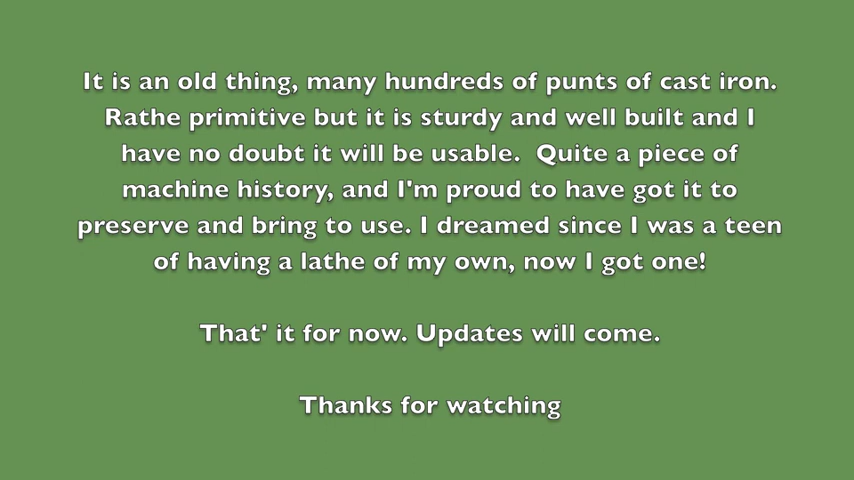 It is an old thing, many hundreds of punts of cast iron.
Rathe primitive but it is sturdy and well built and I
have no doubt it will be usable.  Quite a piece of
machine history, and I'm proud to have got it to
preserve and bring to use. I dreamed since I was a teen
of having a lathe of my own, now I got one!
That' it for now. Updates will come.
Thanks for watching